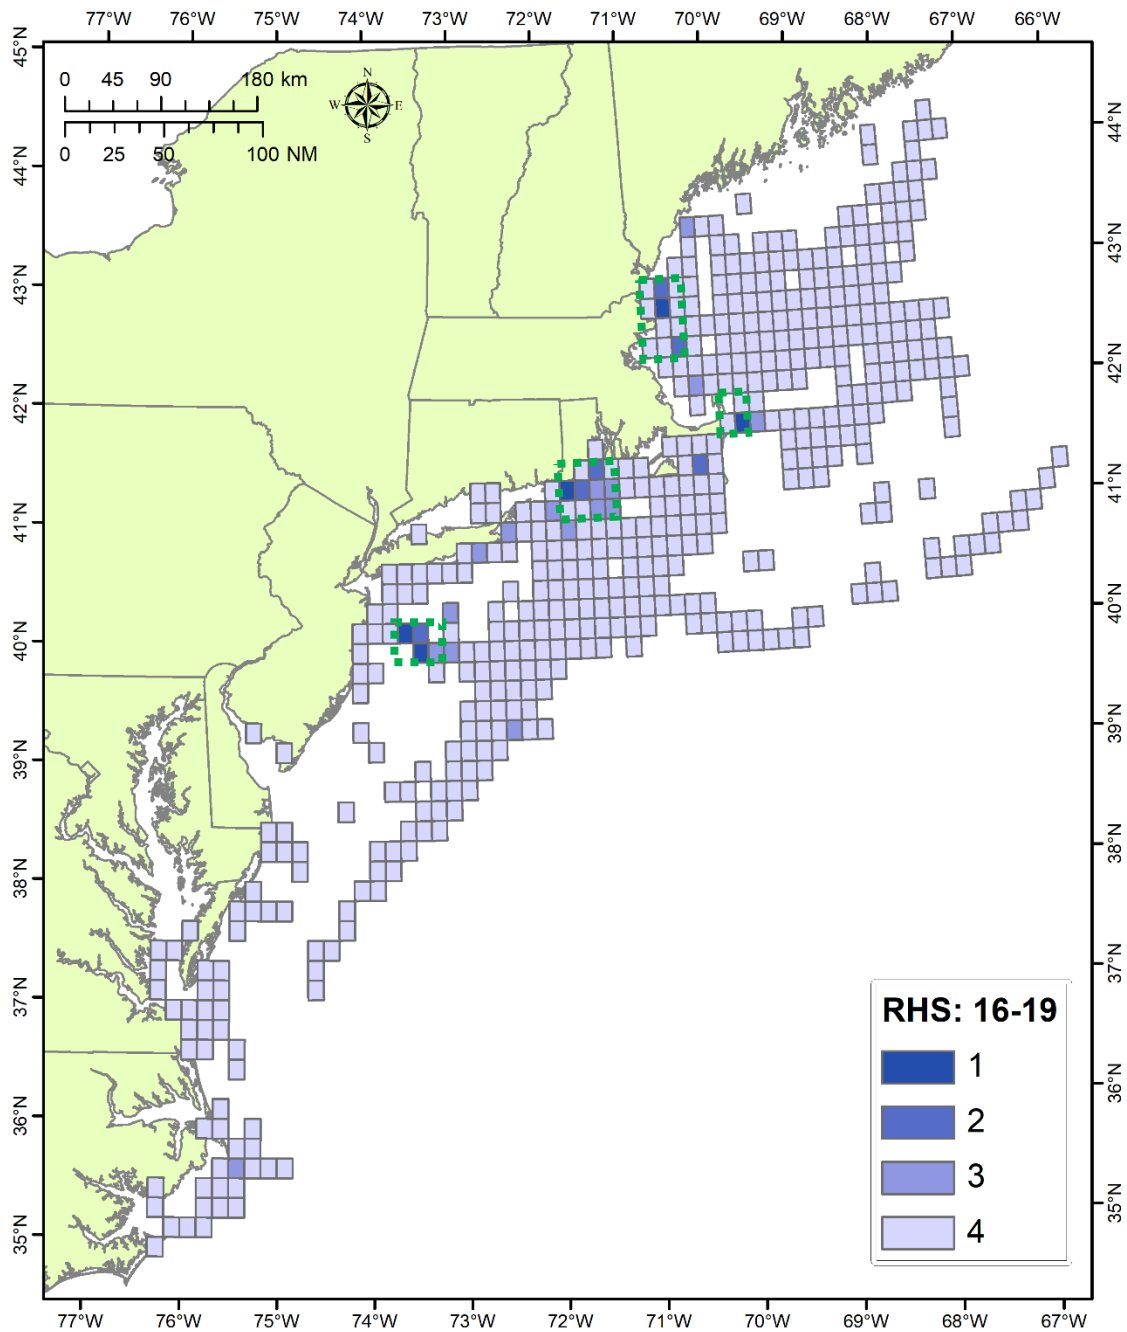 77°W 76°W 75°W 74°W 73°W 72°W 71°W 70°W 69°W 68°W 67°W 66°W
45°N
0 45 90 180 km
N
W E
S
0 25 50 100 NM
44°N
44°N
43°N
43°N
42°N
42°N
41°N
41°N
40°N
40°N
39°N
39°N
38°N
38°N
37°N
37°N
RHS: 16-19
1
36°N
2
36°N
3
35°N
4
35°N
77°W 76°W 75°W 74°W 73°W 72°W 71°W 70°W 69°W 68°W 67°W